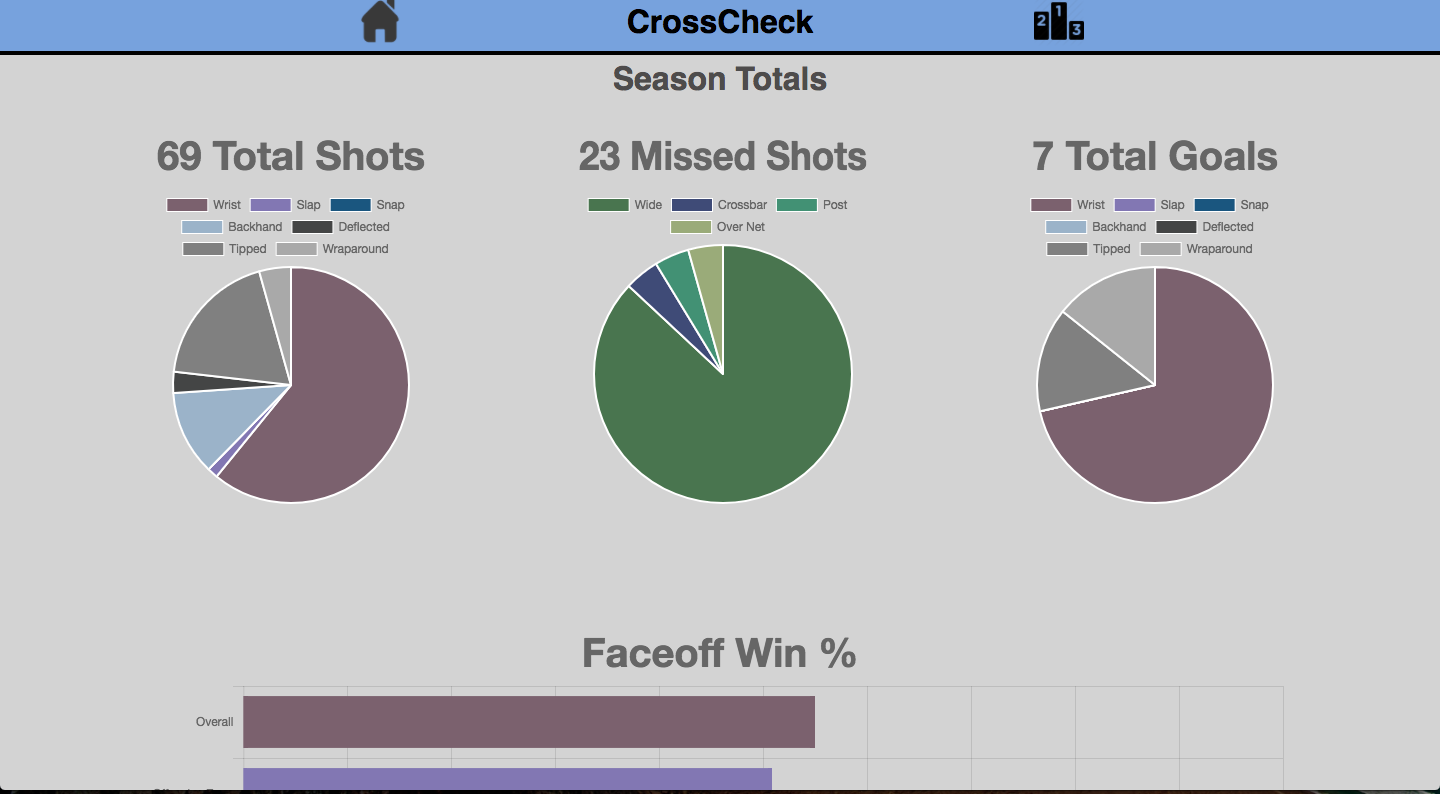 CrossCheck
2 1 3
Season Totals
69 Total Shots
Wrist Slap Snap
Backhand Deflected
Tipped Wraparound
23 Missed Shots
Wide Crossbar Post
Over Net
7 Total Goals
Wrist Slap Snap
Backhand Deflected
Tipped Wraparound
Faceoff Win %
Overall